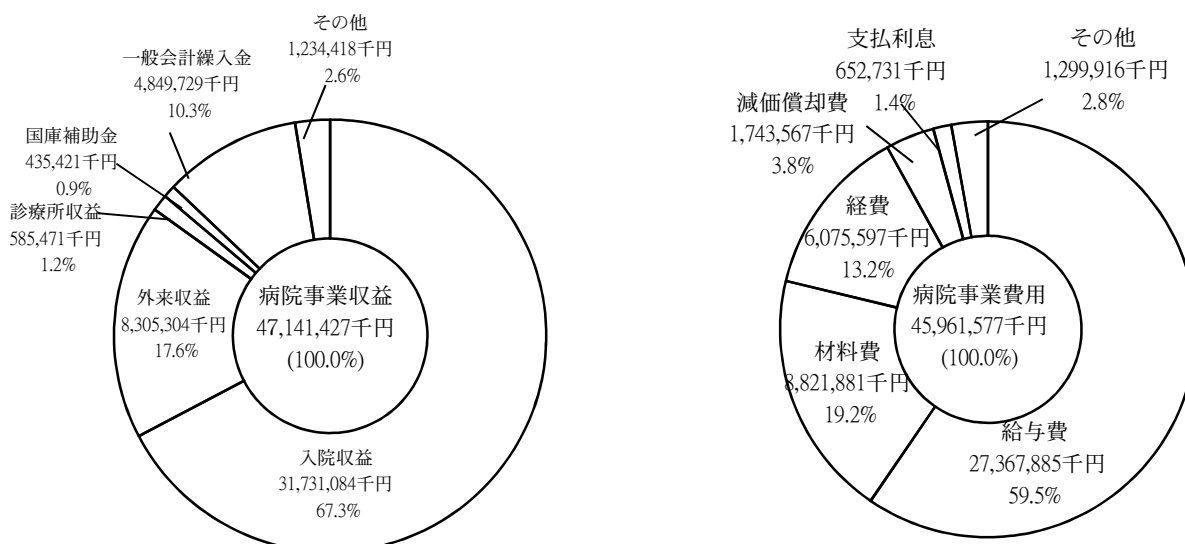 その他
1,234,418千円
2.6%
一般会計繰入金
4,849,729千円
10.3%
国庫補助金
435,421千円
0.9%
診療所収益
585,471千円
1.2%
外来収益
8,305,304千円
17.6%
病院事業収益
47,141,427千円
(100.0%)
入院収益
31,731,084千円
67.3%
支払利息
652,731千円
1.4%
その他
1,299,916千円
2.8%
減価償却費
1,743,567千円
3.8%
経費
6,075,597千円
13.2%
材料費
8,821,881千円
19.2%
病院事業費用
45,961,577千円
(100.0%)
給与費
27,367,885千円
59.5%